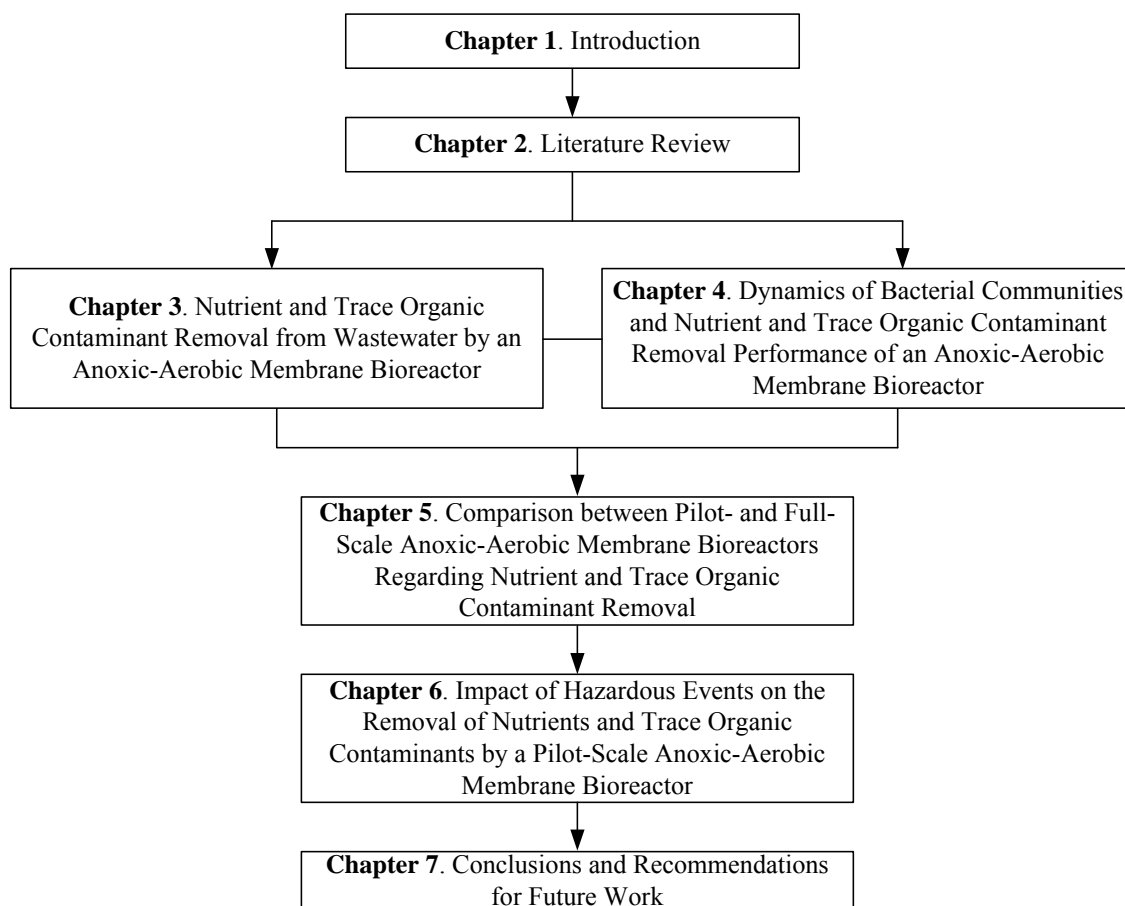 Chapter 1. Introduction
Chapter 2. Literature Review
Chapter 3. Nutrient and Trace Organic
Contaminant Removal from Wastewater by an
Anoxic-Aerobic Membrane Bioreactor
Chapter 4. Dynamics of Bacterial Communities
and Nutrient and Trace Organic Contaminant
Removal Performance of an Anoxic-Aerobic
Membrane Bioreactor
Chapter 5. Comparison between Pilot- and Full-
Scale Anoxic-Aerobic Membrane Bioreactors
Regarding Nutrient and Trace Organic
Contaminant Removal
Chapter 6. Impact of Hazardous Events on the
Removal of Nutrients and Trace Organic
Contaminants by a Pilot-Scale Anoxic-Aerobic
Membrane Bioreactor
Chapter 7. Conclusions and Recommendations
for Future Work